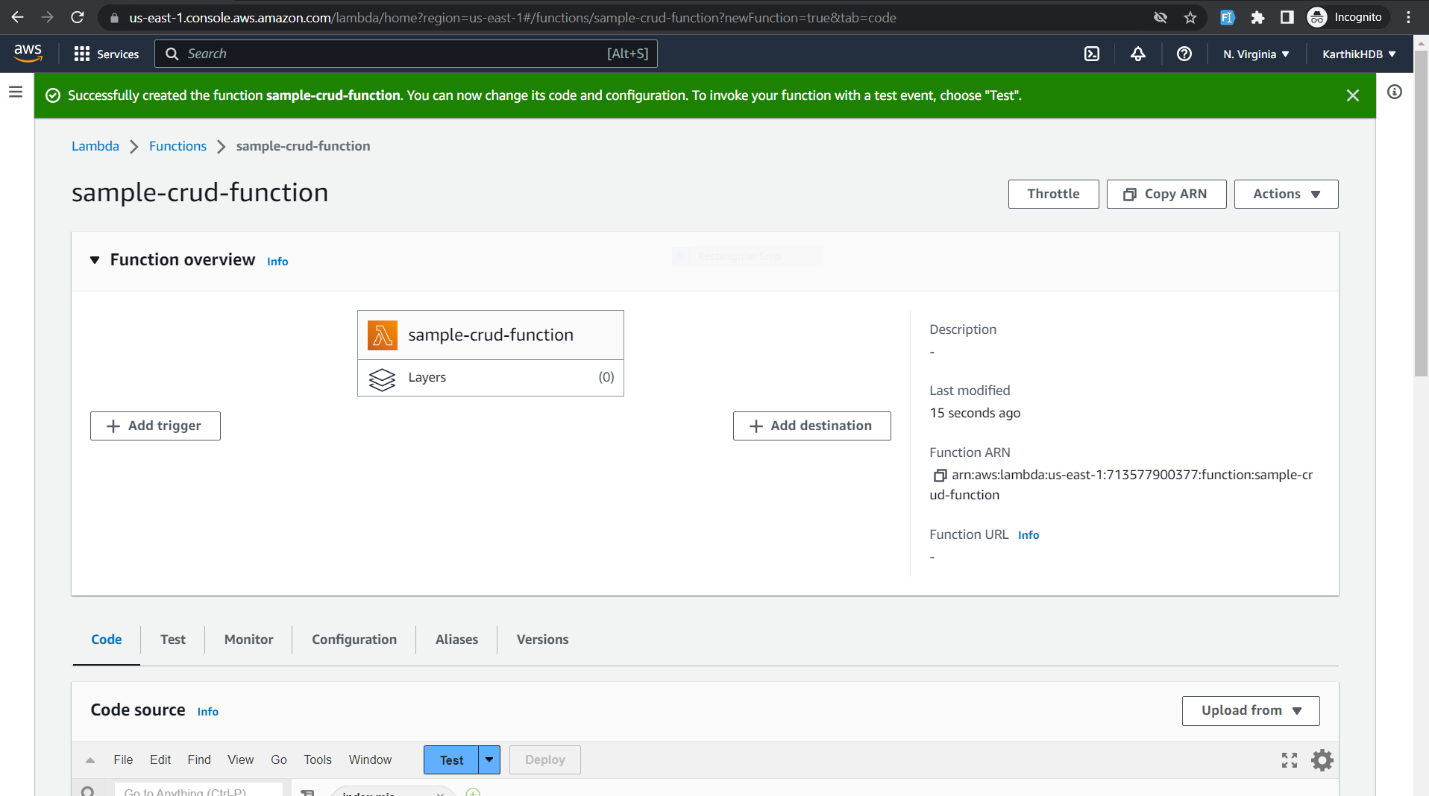 us-east-1.console.aws.amazon.com/lambda/home?region=us-east-1#/functions/sample-crud-function?newFunction=true&tab=code
Incognito
aws
Services
Search
[Alt+S]
N. Virginia
KarthikHDB
Successfully created the function sample-crud-function. You can now change its code and configuration. To invoke your function with a test event, choose "Test".
Lambda > Functions > sample-crud-function
sample-crud-function
Throttle
Copy ARN
Actions
Function overview Info
sample-crud-function
Layers (0)
+ Add trigger
+ Add destination
Description
-
Last modified
15 seconds ago
Function ARN
arn:aws:lambda:us-east-1:713577900377:function:sample-cr
ud-function
Function URL Info
-
Code Test Monitor Configuration Aliases Versions
Code source Info
Upload from
File Edit Find View Go Tools Window Test Deploy
Go to Anything (Ctrl-P)
index.mjs